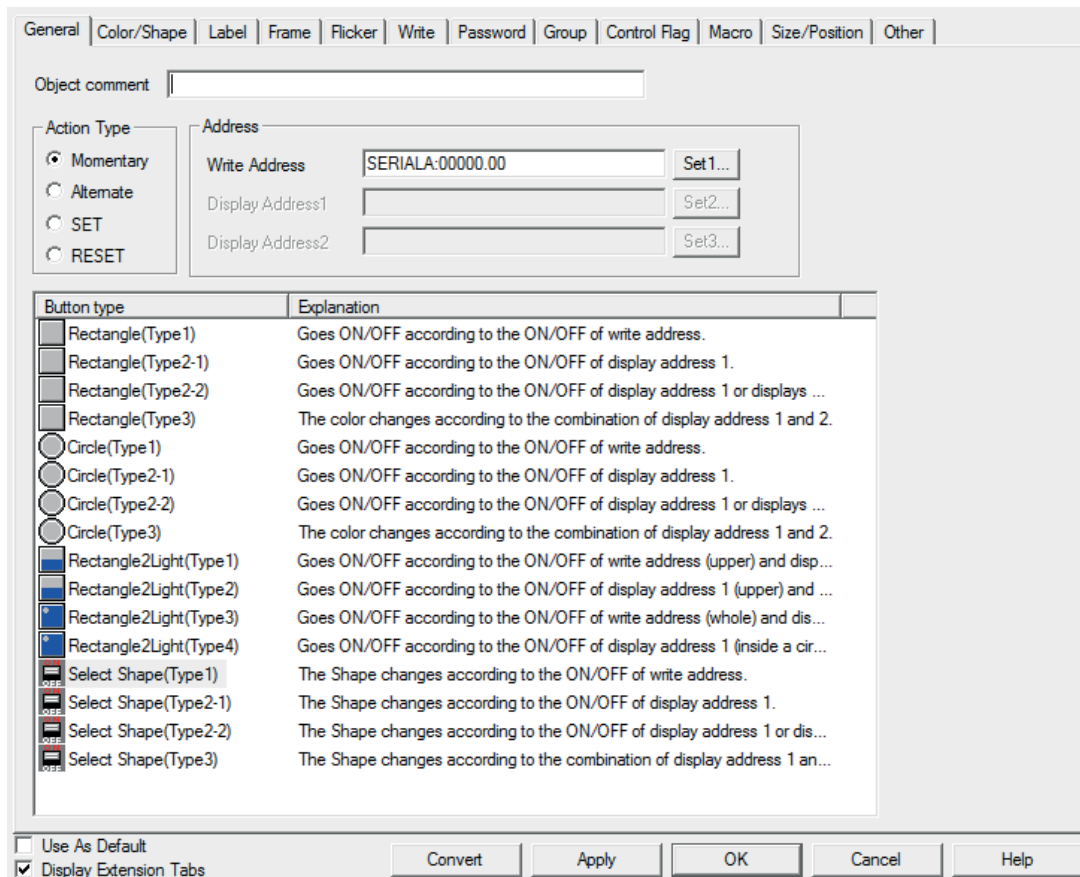 General Color/Shape Label Frame Flicker Write Password Group Control Flag Macro Size/Position Other
Object comment
Action Type
Momentary
Alternate
SET
RESET
Address
Write Address SERIALA:00000.00 Set1...
Display Address1 Set2...
Display Address2 Set3...
Button type Explanation
Rectangle(Type1) Goes ON/OFF according to the ON/OFF of write address.
Rectangle(Type2-1) Goes ON/OFF according to the ON/OFF of display address 1.
Rectangle(Type2-2) Goes ON/OFF according to the ON/OFF of display address 1 or displays ...
Rectangle(Type3) The color changes according to the combination of display address 1 and 2.
Circle(Type1) Goes ON/OFF according to the ON/OFF of write address.
Circle(Type2-1) Goes ON/OFF according to the ON/OFF of display address 1.
Circle(Type2-2) Goes ON/OFF according to the ON/OFF of display address 1 or displays ...
Circle(Type3) The color changes according to the combination of display address 1 and 2.
Rectangle2Light(Type1) Goes ON/OFF according to the ON/OFF of write address (upper) and disp...
Rectangle2Light(Type2) Goes ON/OFF according to the ON/OFF of display address 1 (upper) and ...
Rectangle2Light(Type3) Goes ON/OFF according to the ON/OFF of write address (whole) and dis...
Rectangle2Light(Type4) Goes ON/OFF according to the ON/OFF of display address 1 (inside a cir...
Select Shape(Type1) The Shape changes according to the ON/OFF of write address.
Select Shape(Type2-1) The Shape changes according to the ON/OFF of display address 1.
Select Shape(Type2-2) The Shape changes according to the ON/OFF of display address 1 or dis...
Select Shape(Type3) The Shape changes according to the combination of display address 1 an...
Use As Default
Display Extension Tabs
Convert Apply OK Cancel Help